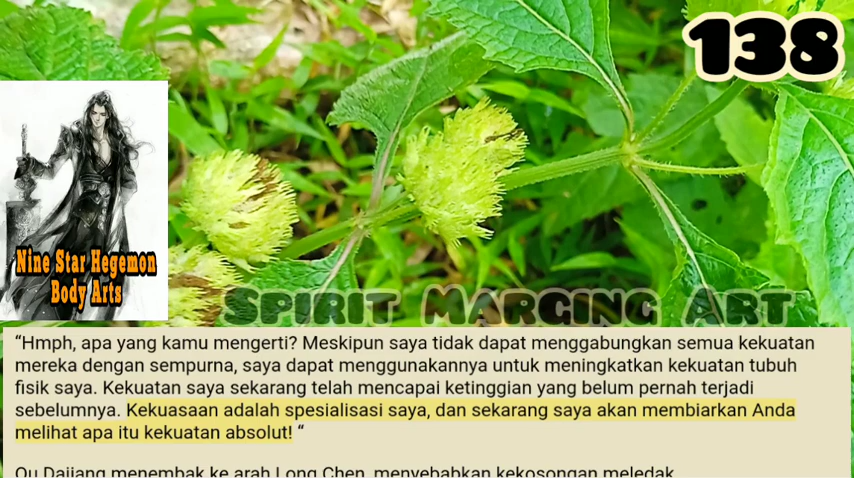 138
Nine Star Hegemon
Body Arts
SPIRIT MARGING ART
“Hmph, apa yang kamu mengerti? Meskipun saya tidak dapat menggabungkan semua kekuatan
mereka dengan sempurna, saya dapat menggunakannya untuk meningkatkan kekuatan tubuh
fisik saya. Kekuatan saya sekarang telah mencapai ketinggian yang belum pernah terjadi
sebelumnya. Kekuasaan adalah spesialisasi saya, dan sekarang saya akan membiarkan Anda
melihat apa itu kekuatan absolut! “
Ou Daijiang menembak ke arah Long Chen, menyebabkan kekosongan meledak.